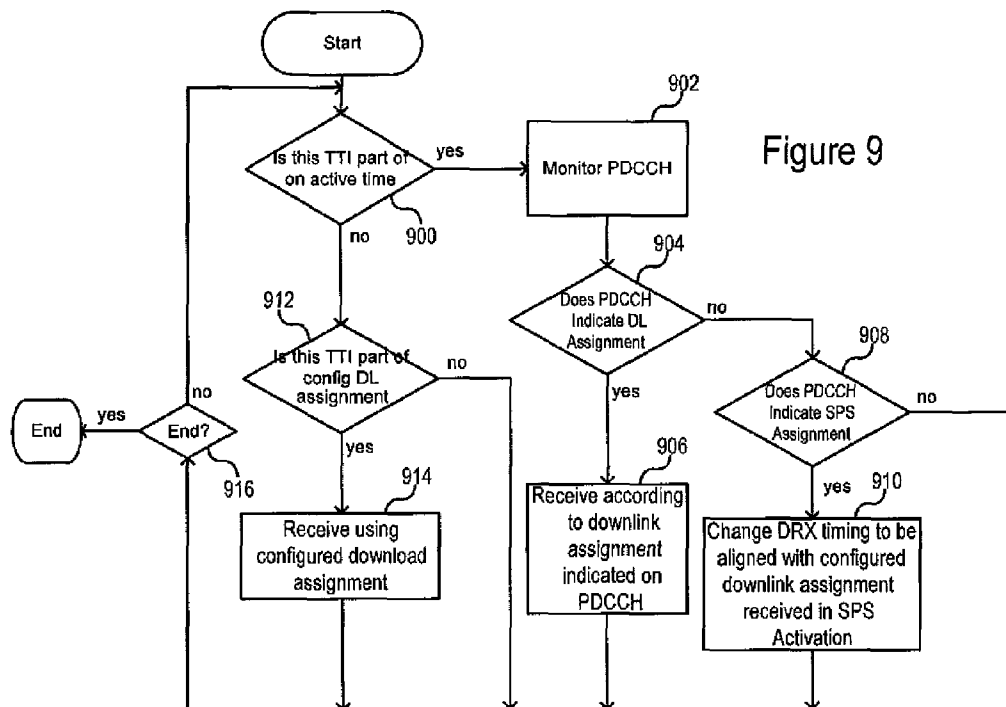 Start
902
Figure 9
Is this TTI part of
on active time
yes
Monitor PDCCH
900
no
904
912
Does PDCCH
Indicate DL
Assignment
no
908
Is this TTI part of
config DL
assignment
no
Does PDCCH
Indicate SPS
Assignment
no
no
yes
End
yes
End?
916
yes
914
906
yes
910
Receive using
configured download
assignment
Receive according
to downlink
assignment
indicated on
PDCCH
Change DRX timing to be
aligned with configured
downlink assignment
received in SPS
Activation